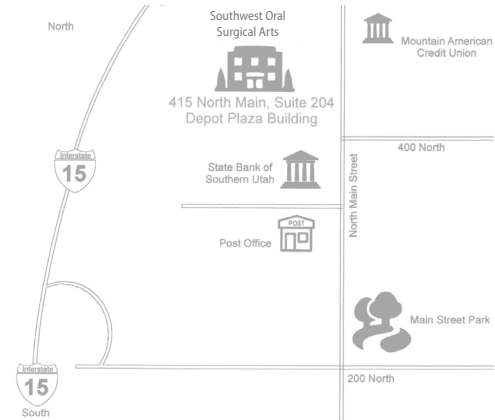 North
Southwest Oral
Surgical Arts
Mountain American
Credit Union
415 North Main, Suite 204
Depot Plaza Building
400 North
Interstate
15
State Bank of
Southern Utah
North Main Street
POST
Post Office
Main Street Park
Interstate
15
200 North
South